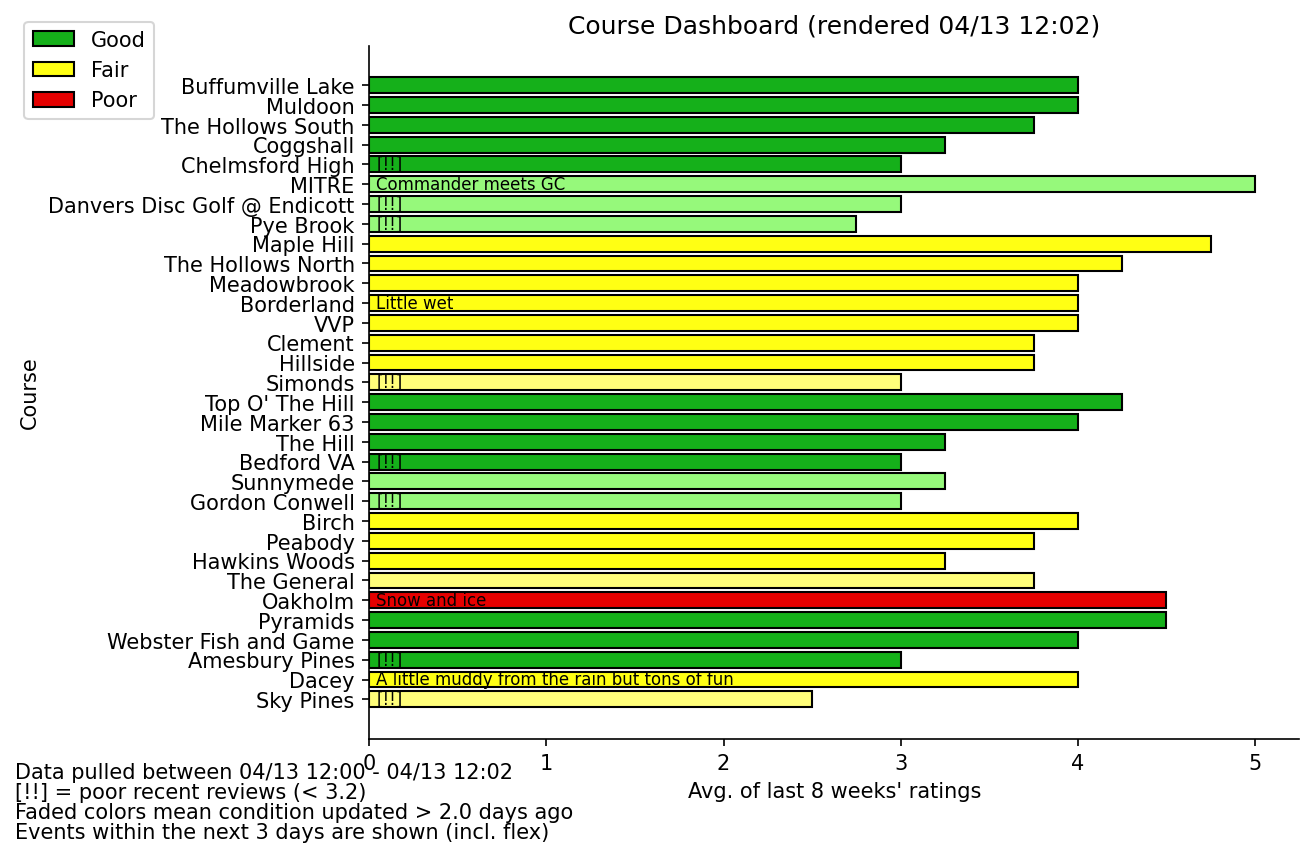 Course Dashboard (rendered 04/13 12:02)
Good
Fair
Poor
Course
Buffumville Lake
Muldoon
The Hollows South
Coggshall
Chelmsford High [!!]
MITRE Commander meets GC
Danvers Disc Golf @ Endicott [!!]
Pye Brook [!!]
Maple Hill
The Hollows North
Meadowbrook
Borderland Little wet
VVP
Clement
Hillside
Simonds [!!]
Top O' The Hill
Mile Marker 63
The Hill
Bedford VA [!!]
Sunnymede
Gordon Conwell [!!]
Birch
Peabody
Hawkins Woods
The General
Oakholm Snow and ice
Pyramids
Webster Fish and Game
Amesbury Pines [!!]
Dacey A little muddy from the rain but tons of fun
Sky Pines [!!]
0 1 2 3 4 5
Avg. of last 8 weeks' ratings
Data pulled between 04/13 12:00 - 04/13 12:02
[!!] = poor recent reviews (< 3.2)
Faded colors mean condition updated > 2.0 days ago
Events within the next 3 days are shown (incl. flex)